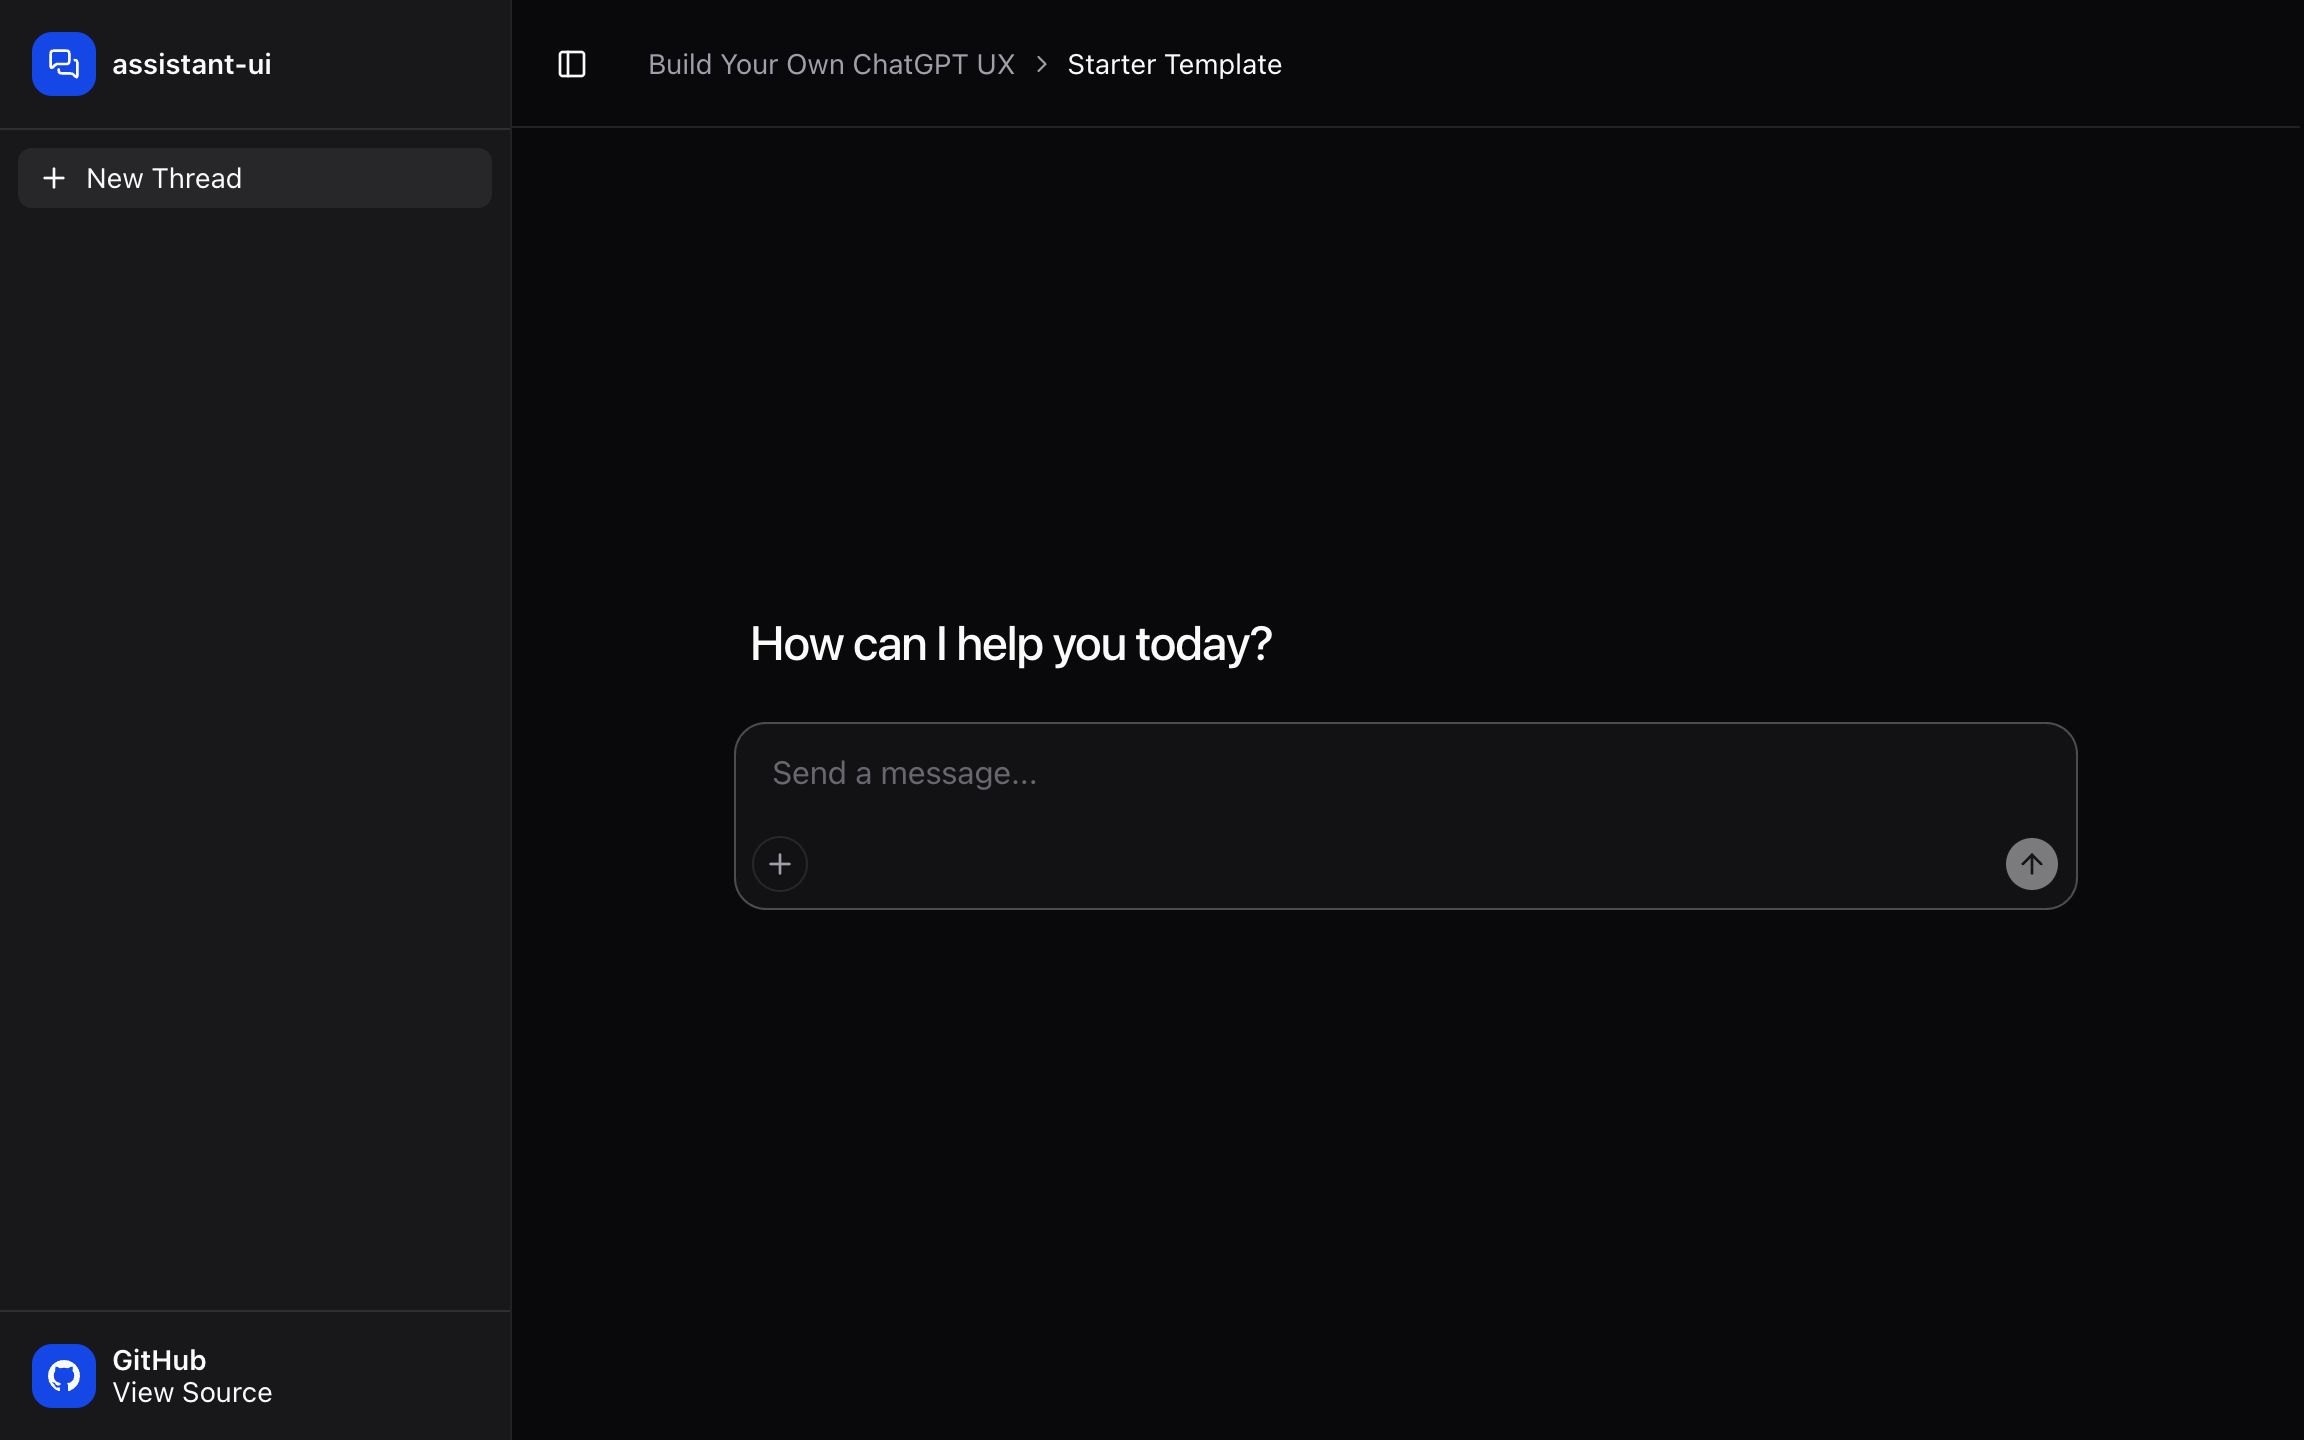 assistant-ui
New Thread
Build Your Own ChatGPT UX > Starter Template
How can I help you today?
Send a message...
GitHub
View Source